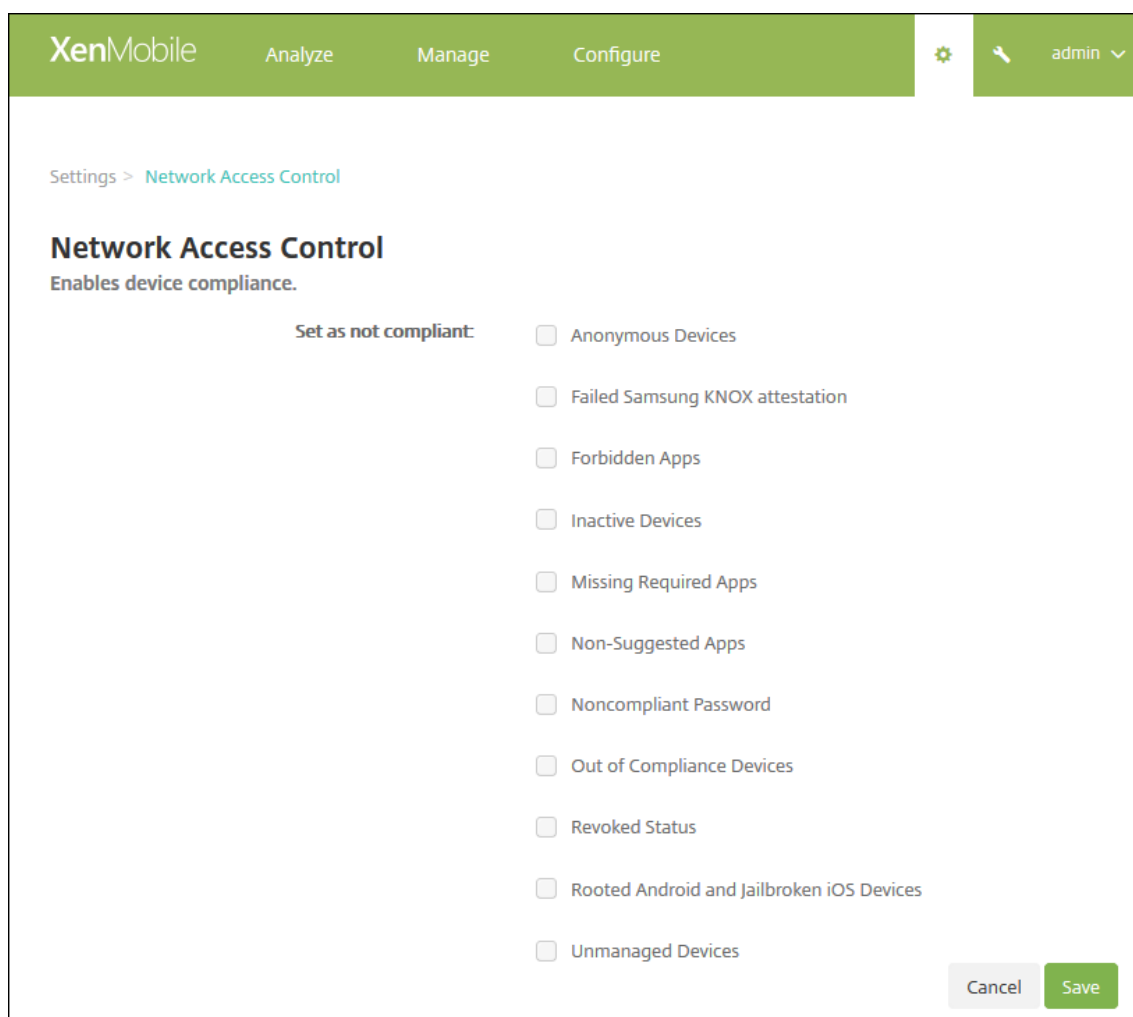 XenMobile Analyze Manage Configure admin
Settings > Network Access Control
Network Access Control
Enables device compliance.
Set as not compliant: Anonymous Devices
Failed Samsung KNOX attestation
Forbidden Apps
Inactive Devices
Missing Required Apps
Non-Suggested Apps
Noncompliant Password
Out of Compliance Devices
Revoked Status
Rooted Android and Jailbroken iOS Devices
Unmanaged Devices
Cancel Save